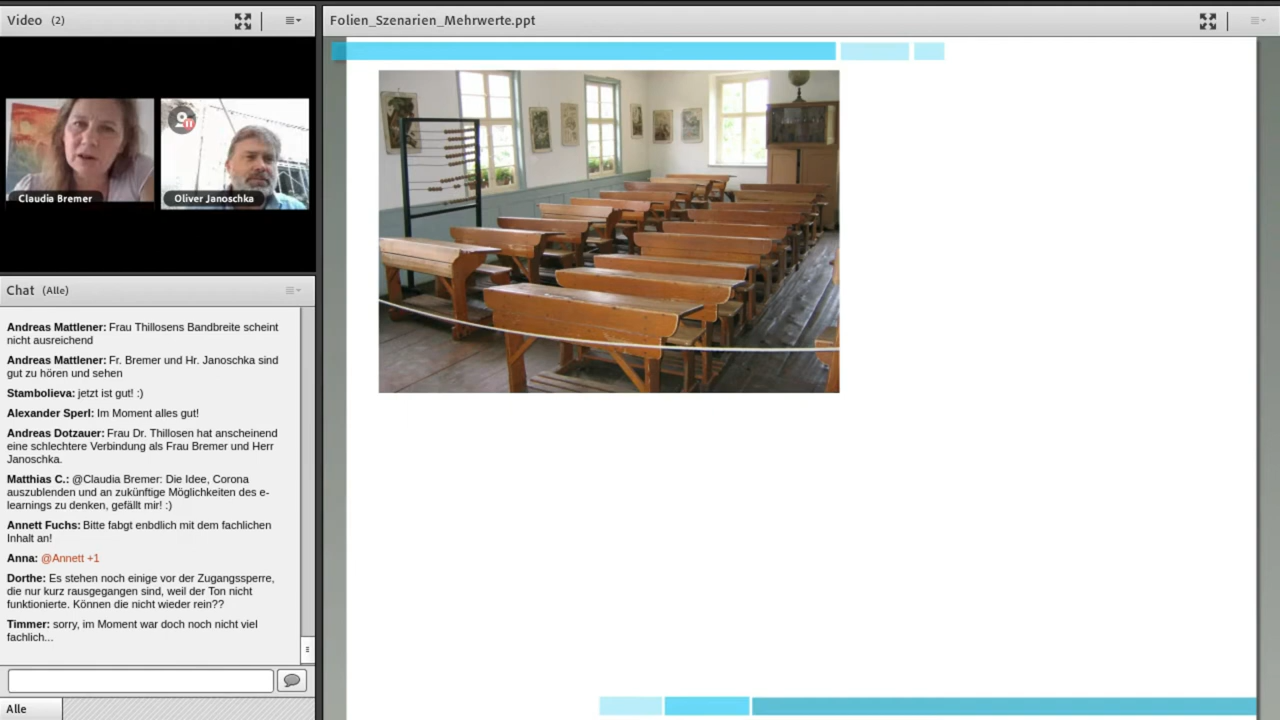 Video (2)
Folien_Szenarien_Mehrwerte.ppt
Claudia Bremer
Oliver Janoschka
Chat (Alle)
Andreas Mattlener: Frau Thillosens Bandbreite scheint
nicht ausreichend
Andreas Mattlener: Fr. Bremer und Hr. Janoschka sind
gut zu hören und sehen
Stambolieva: jetzt ist gut! :)
Alexander Sperl: Im Moment alles gut!
Andreas Dotzauer: Frau Dr. Thillosen hat anscheinend
eine schlechtere Verbindung als Frau Bremer und Herr
Janoschka.
Matthias C.: @Claudia Bremer: Die Idee, Corona
auszublenden und an zukünftige Möglichkeiten des e-
learnings zu denken, gefällt mir! :)
Annett Fuchs: Bitte fabgt enbdlich mit dem fachlichen
Inhalt an!
Anna: @Annett +1
Dorthe: Es stehen noch einige vor der Zugangssperre,
die nur kurz rausgegangen sind, weil der Ton nicht
funktionierte. Können die nicht wieder rein??
Timmer: sorry, im Moment war doch noch nicht viel
fachlich...
Alle